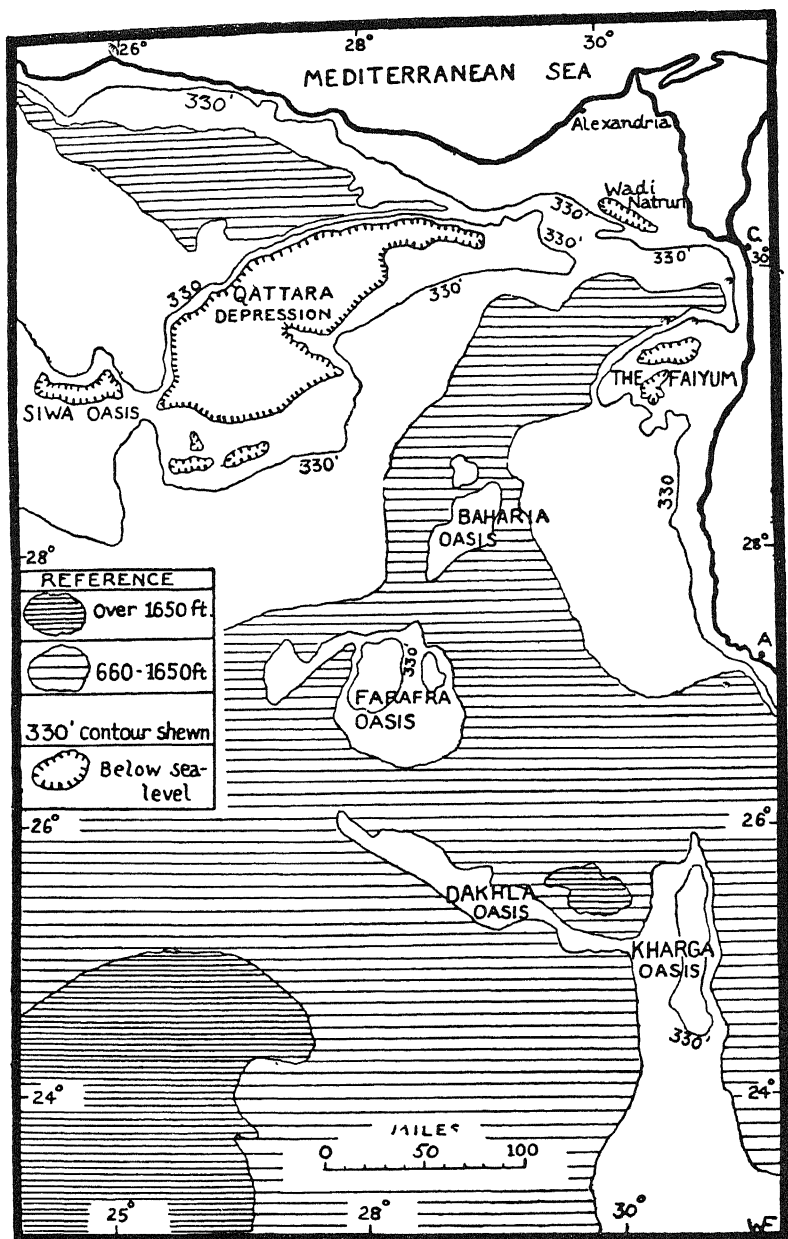 26° 28° 30°
MEDITERRANEAN SEA
330'
Alexandria
Wadi
Natrun
330'
330'
C
30°
330'
330
QATTARA
DEPRESSION
330'
SIWA OASIS
THE FAIYUM
330'
330
BAHARIA
OASIS
28°
28°
REFERENCE
Over 1650 ft.
660-1650ft
330' contour shewn
Below sea-
level
A
330'
FARAFRA
OASIS
26°
26°
DAKHLA
OASIS
KHARGA
OASIS
330'
24°
24°
MILES
0 50 100
25° 28° 30°
WF